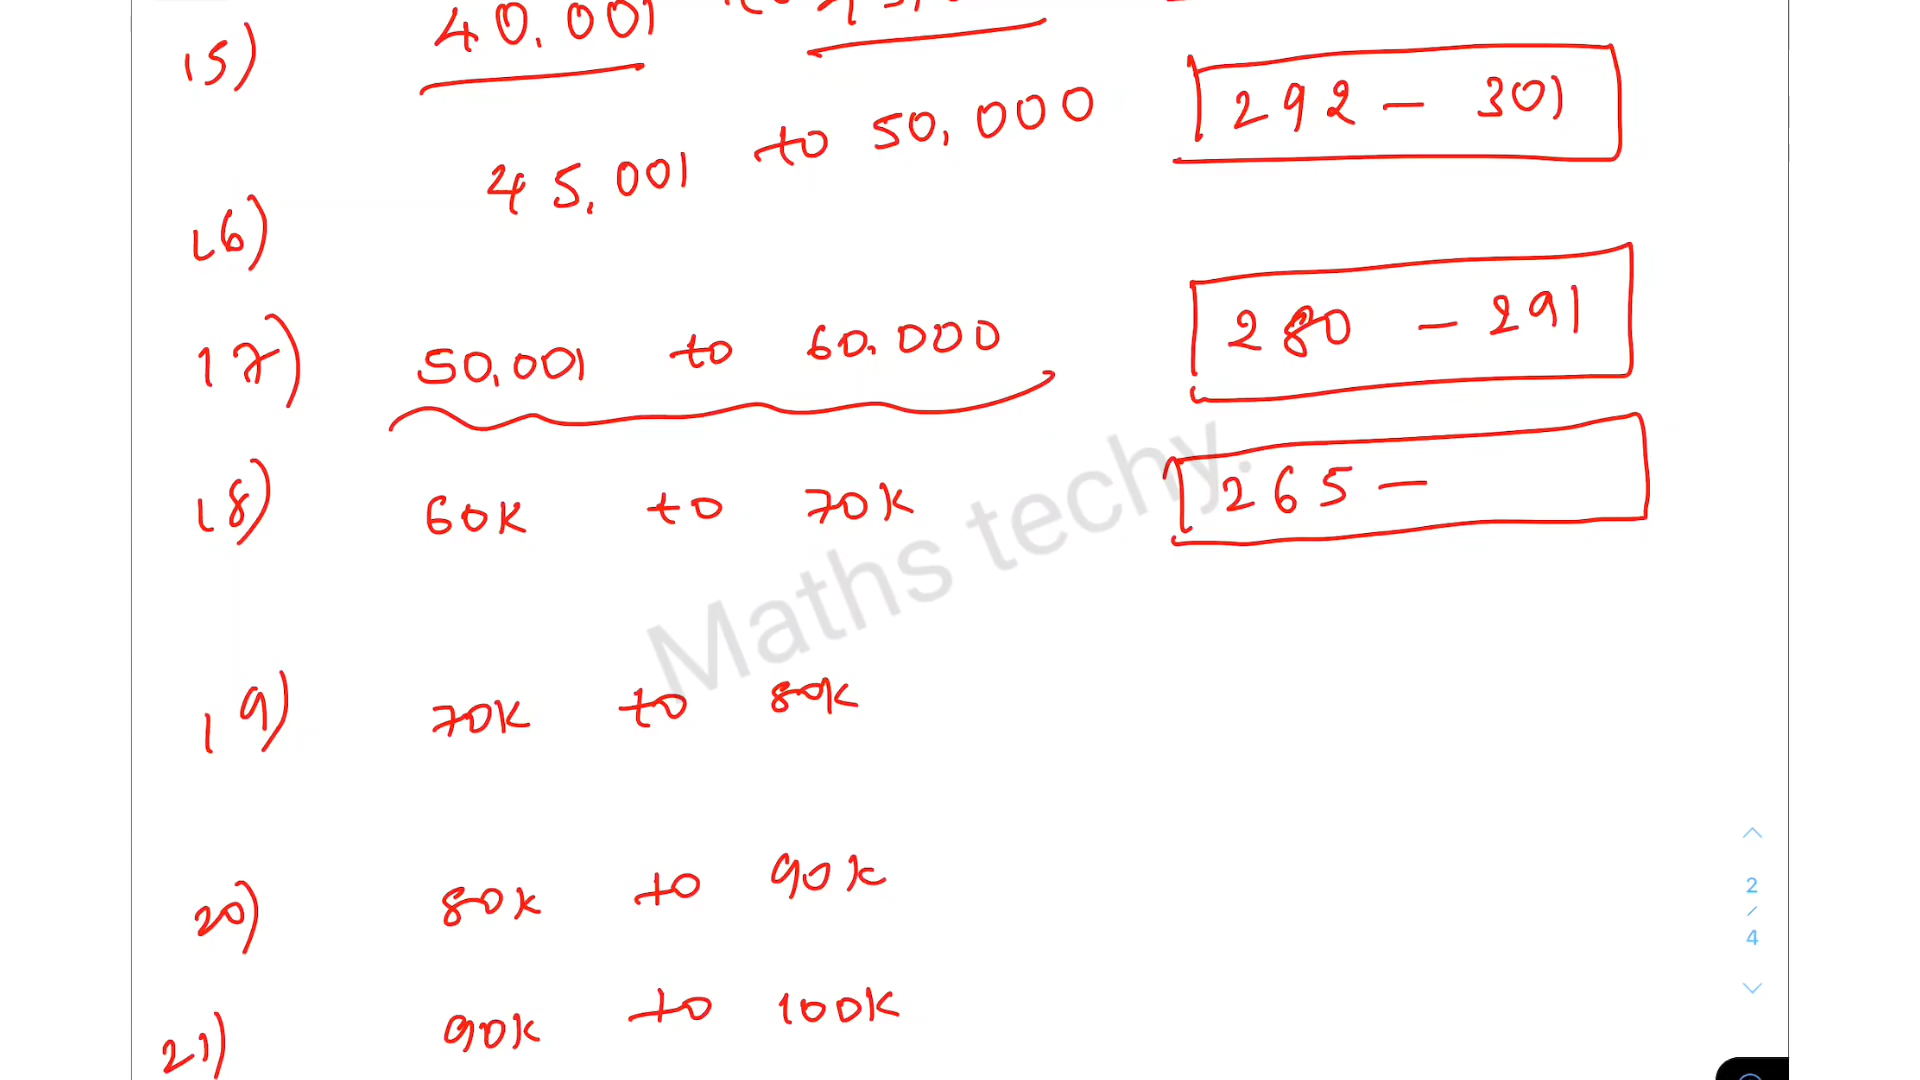 15) 40,001
16) 45,001 to 50,000 292 - 301
17) 50,001 to 60,000 280 - 291
18) 60K to 70K 265 -
Maths techy.
19) 70K to 80K
20) 80K to 90K
21) 90K to 100K
2
/
4